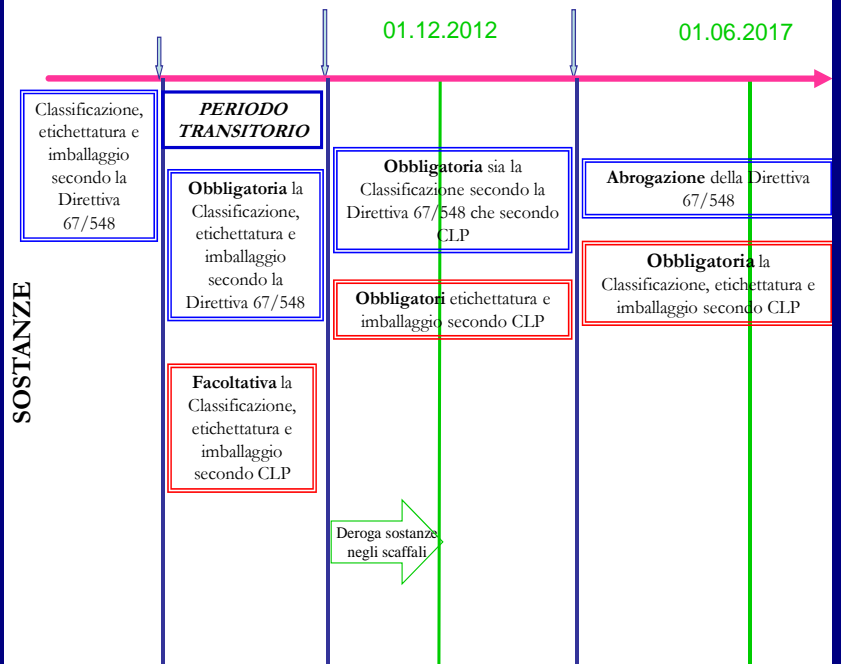 01.12.2012
01.06.2017
Classificazione,
etichettatura e
imballaggio
secondo la
Direttiva
67/548
PERIODO
TRANSITORIO
Obbligatoria la
Classificazione,
etichettatura e
imballaggio
secondo la
Direttiva 67/548
Facoltativa la
Classificazione,
etichettatura e
imballaggio
secondo CLP
Obbligatoria sia la
Classificazione secondo la
Direttiva 67/548 che secondo
CLP
Obbligatori etichettatura e
imballaggio secondo CLP
Deroga sostanze
negli scaffali
Abrogazione della Direttiva
67/548
Obbligatoria la
Classificazione, etichettatura e
imballaggio secondo CLP
SOSTANZE